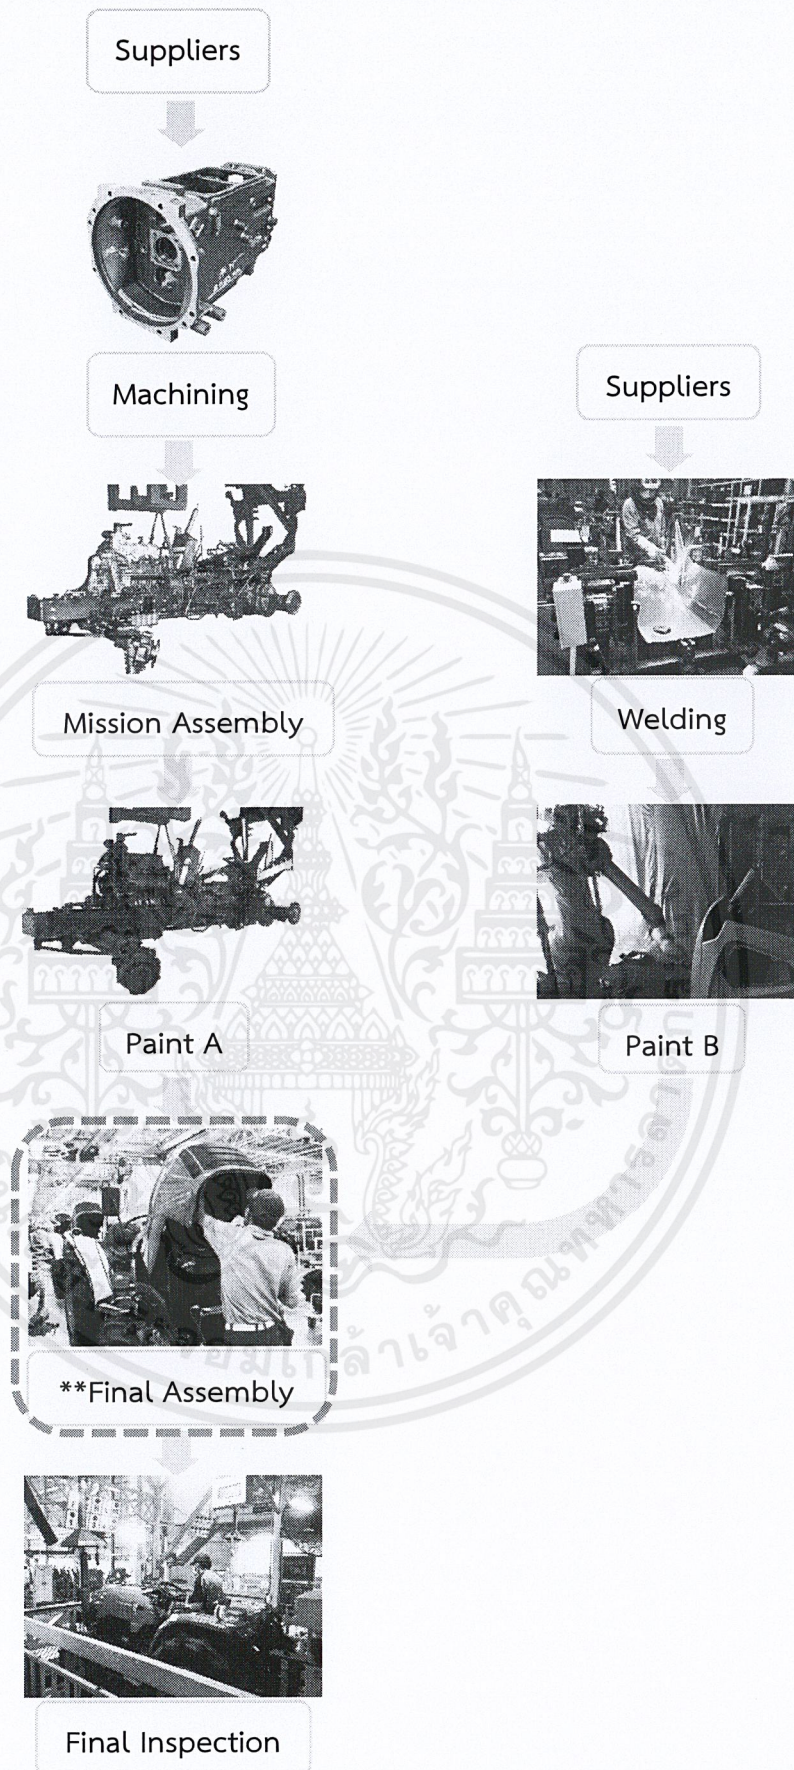 Suppliers
Machining
Mission Assembly
Paint A
**Final Assembly
Final Inspection
Suppliers
Welding
Paint B